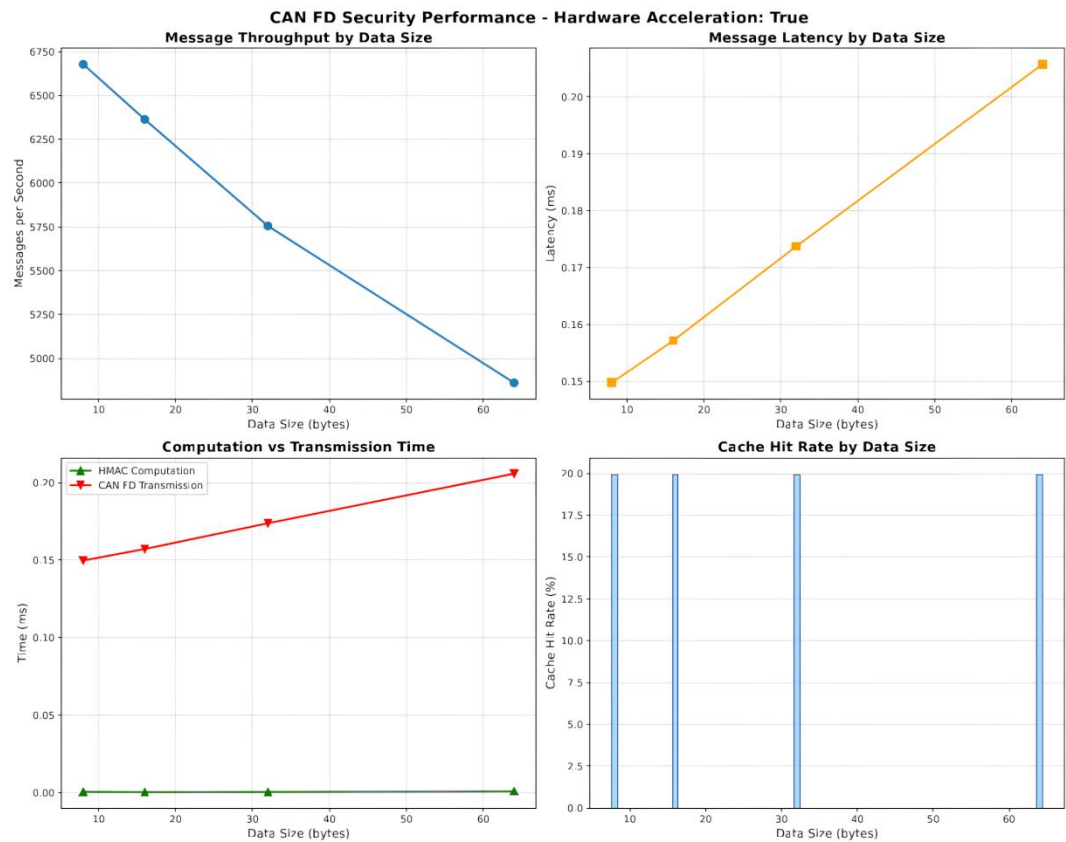 CAN FD Security Performance - Hardware Acceleration: True
Message Throughput by Data Size
6750
6500
6250
6000
5750
5500
5250
5000
Messages per Second
10 20 30 40 50 60
Data Size (bytes)
Message Latency by Data Size
0.20
0.19
0.18
0.17
0.16
0.15
Latency (ms)
10 20 30 40 50 60
Data Size (bytes)
Computation vs Transmission Time
HMAC Computation
CAN FD Transmission
0.20
0.15
0.10
0.05
0.00
Time (ms)
10 20 30 40 50 60
Data Size (bytes)
Cache Hit Rate by Data Size
20.0
17.5
15.0
12.5
10.0
7.5
5.0
2.5
0.0
Cache Hit Rate (%)
10 20 30 40 50 60
Data Size (bytes)